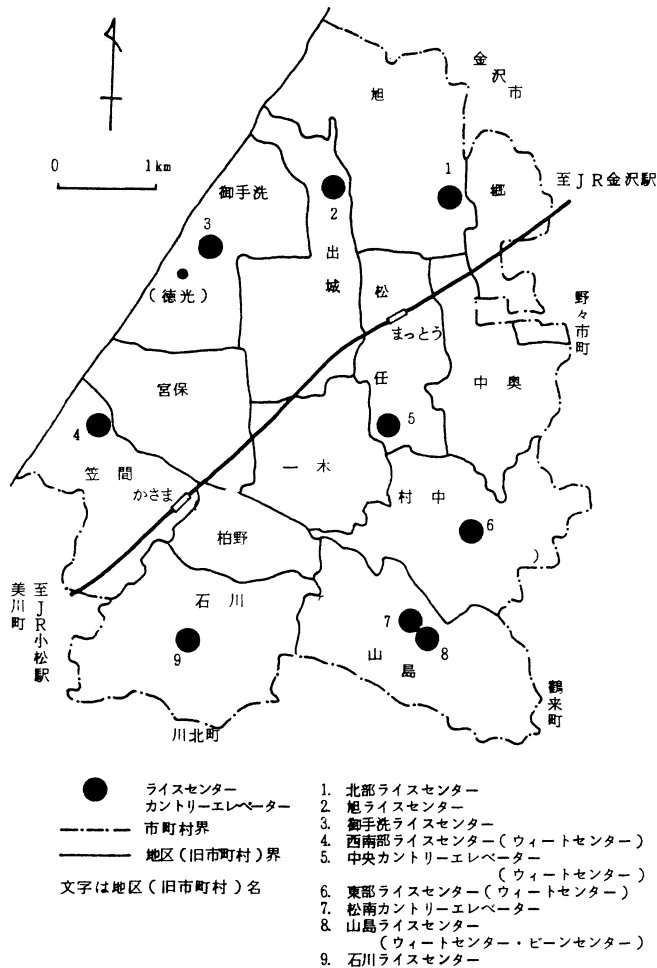 金沢市
旭
0 1km
御手洗
1
郷
至JR金沢駅
2
3
出城
松任
(徳光)
まっとう
野々市町
宮保
中奥
4
5
一木
笠間
かさま
村中
6
柏野
美川町
至JR小松駅
石川
7
8
9
山島
鶴来町
川北町
ライスセンター
カントリーエレベーター
市町村界
地区(旧市町村)界
文字は地区(旧市町村)名
1. 北部ライスセンター
2. 旭ライスセンター
3. 御手洗ライスセンター
4. 西南部ライスセンター(ウィートセンター)
5. 中央カントリーエレベーター
(ウィートセンター)
6. 東部ライスセンター(ウィートセンター)
7. 松南カントリーエレベーター
8. 山島ライスセンター
(ウィートセンター・ビーンセンター)
9. 石川ライスセンター